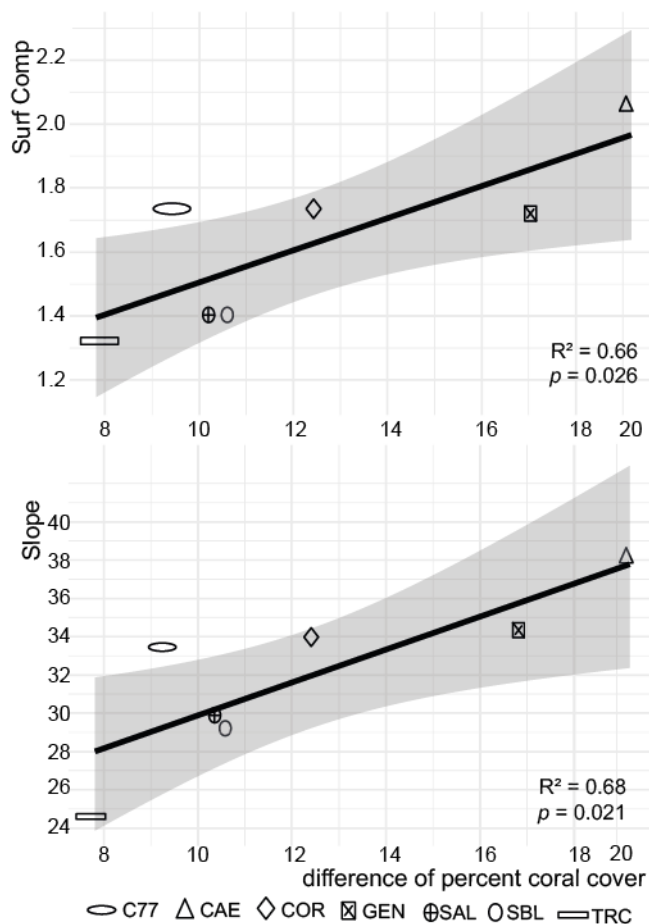 Surf Comp
2.2
2.0
1.8
1.6
1.4
1.2
R² = 0.66
p = 0.026
8 10 12 14 16 18 20
Slope
40
38
36
34
32
30
28
26
24
R² = 0.68
p = 0.021
8 10 12 14 16 18 20
difference of percent coral cover
C77 CAE COR GEN SAL SBL TRC